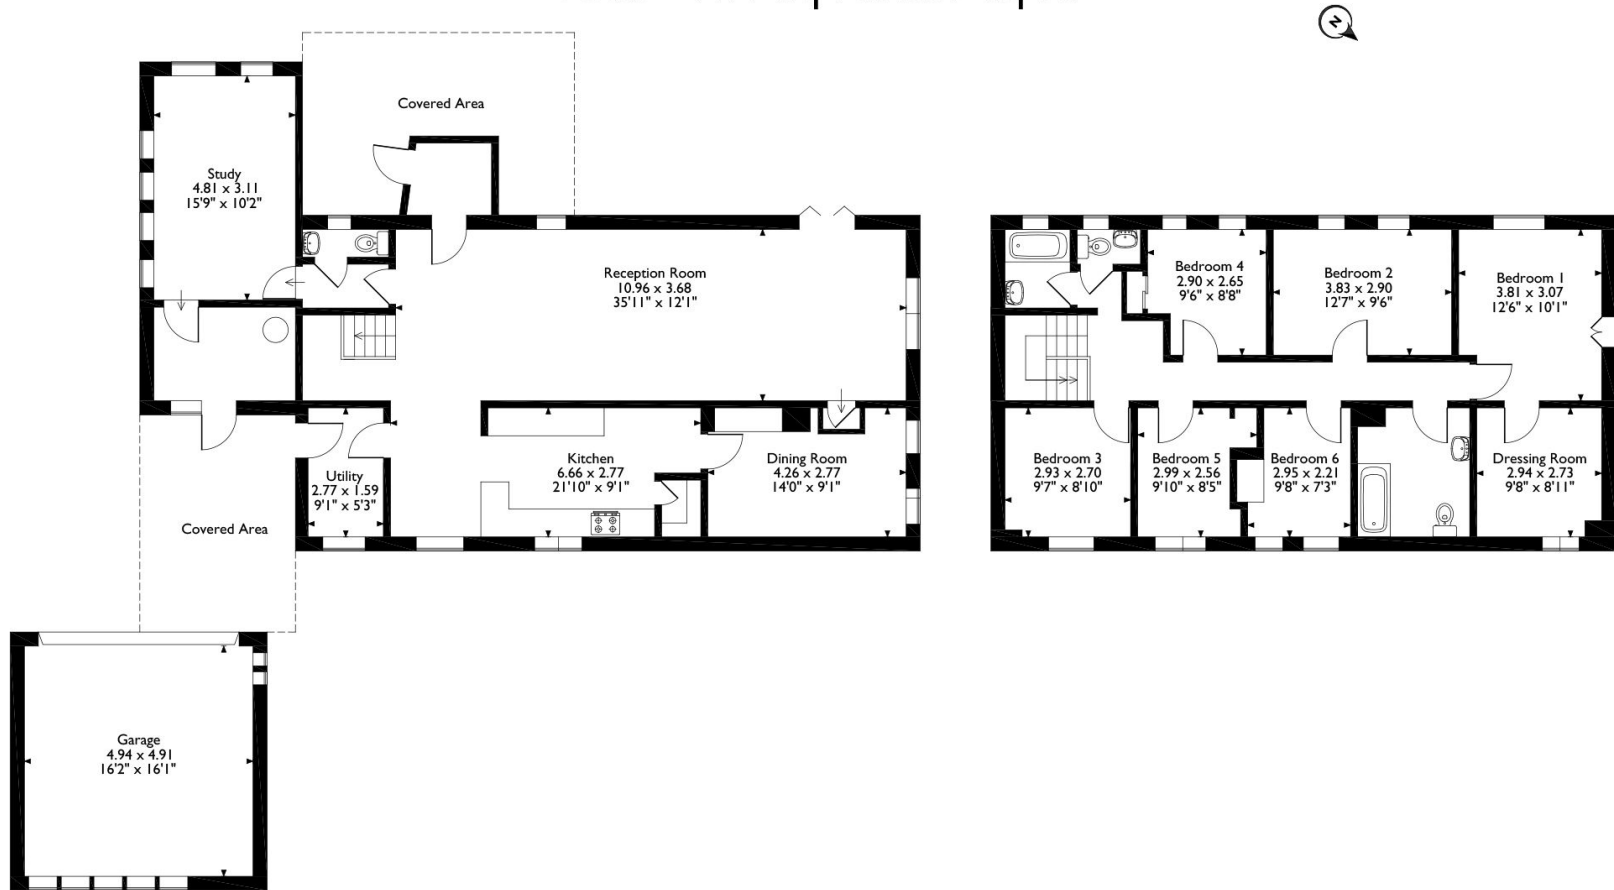 N
Covered Area
Study
4.81 x 3.11
15'9" x 10'2"
Reception Room
10.96 x 3.68
35'11" x 12'1"
Bedroom 4
2.90 x 2.65
9'6" x 8'8"
Bedroom 2
3.83 x 2.90
12'7" x 9'6"
Bedroom 1
3.81 x 3.07
12'6" x 10'1"
Utility
2.77 x 1.59
9'1" x 5'3"
Kitchen
6.66 x 2.77
21'10" x 9'1"
Dining Room
4.26 x 2.77
14'0" x 9'1"
Bedroom 3
2.93 x 2.70
9'7" x 8'10"
Bedroom 5
2.99 x 2.56
9'10" x 8'5"
Bedroom 6
2.95 x 2.21
9'8" x 7'3"
Dressing Room
2.94 x 2.73
9'8" x 8'11"
Covered Area
Garage
4.94 x 4.91
16'2" x 16'1"